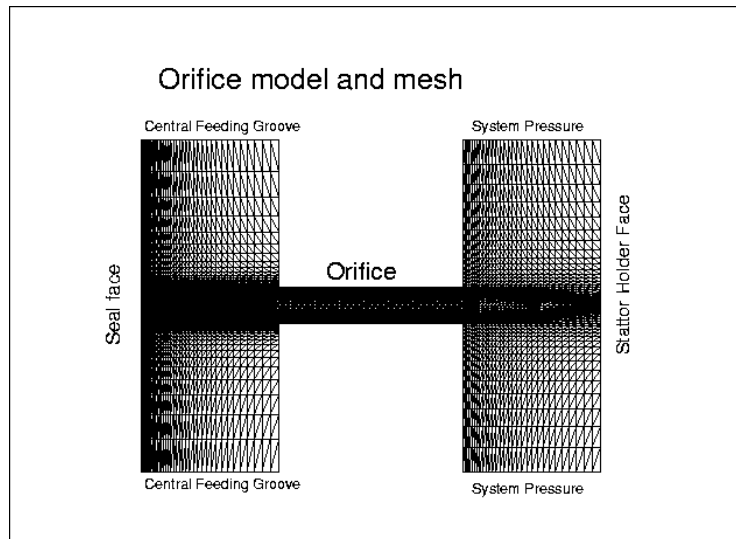 Orifice model and mesh
Central Feeding Groove
System Pressure
Orifice
Seal face
Stattor Holder Face
Central Feeding Groove
System Pressure